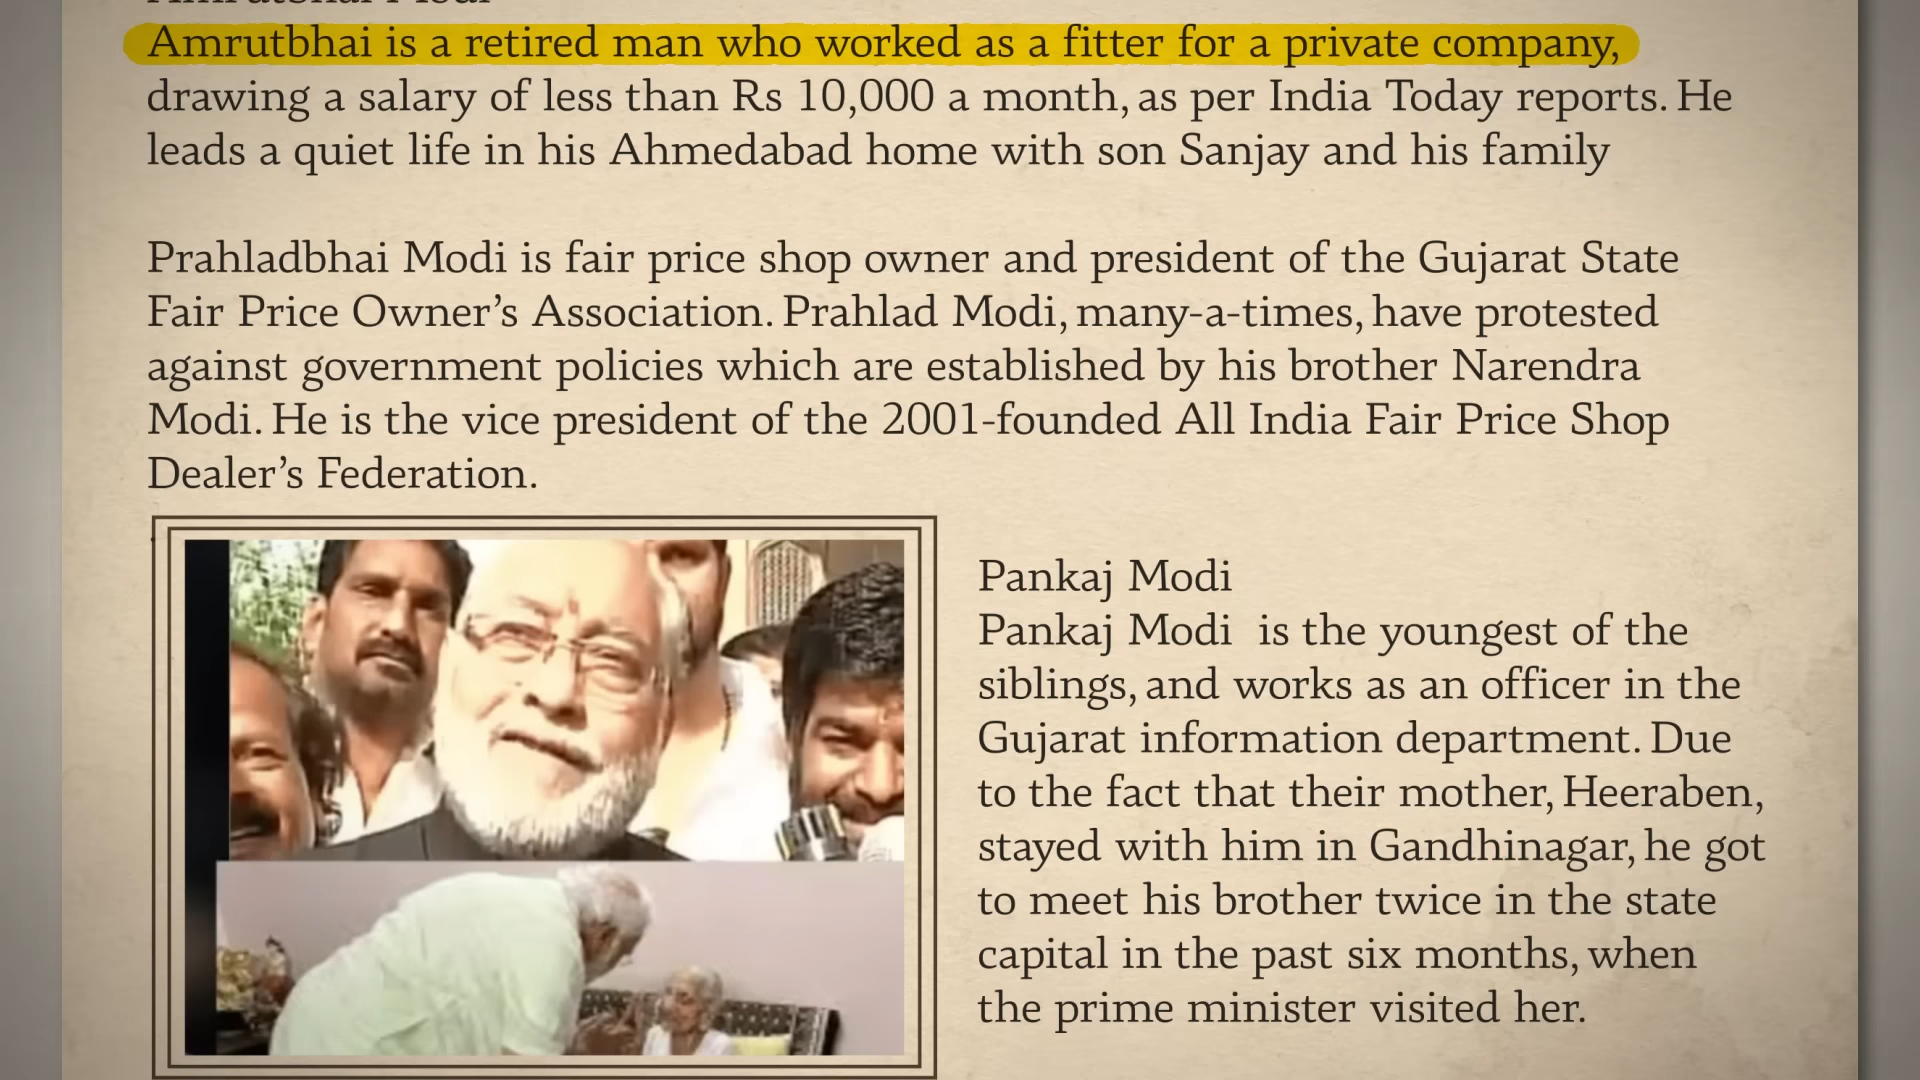 Amrutbhai Modi
Amrutbhai is a retired man who worked as a fitter for a private company,
drawing a salary of less than Rs 10,000 a month, as per India Today reports. He
leads a quiet life in his Ahmedabad home with son Sanjay and his family
Prahladbhai Modi is fair price shop owner and president of the Gujarat State
Fair Price Owner’s Association. Prahlad Modi, many-a-times, have protested
against government policies which are established by his brother Narendra
Modi. He is the vice president of the 2001-founded All India Fair Price Shop
Dealer’s Federation.
Pankaj Modi
Pankaj Modi is the youngest of the
siblings, and works as an officer in the
Gujarat information department. Due
to the fact that their mother, Heeraben,
stayed with him in Gandhinagar, he got
to meet his brother twice in the state
capital in the past six months, when
the prime minister visited her.